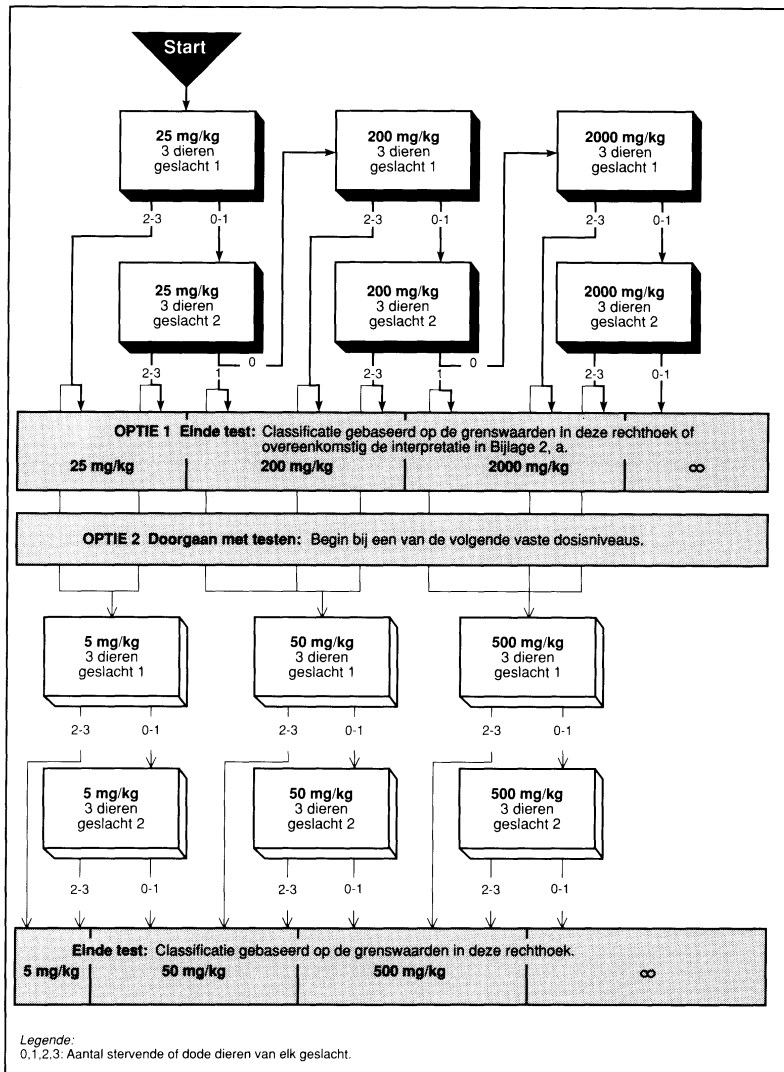 Start
25 mg/kg
3 dieren
geslacht 1
200 mg/kg
3 dieren
geslacht 1
2000 mg/kg
3 dieren
geslacht 1
2-3 0-1 2-3 0-1 2-3 0-1
25 mg/kg
3 dieren
geslacht 2
200 mg/kg
3 dieren
geslacht 2
2000 mg/kg
3 dieren
geslacht 2
0 0
2-3 1 2-3 1 2-3 0-1
OPTIE 1 Einde test: Classificatie gebaseerd op de grenswaarden in deze rechthoek of
overeenkomstig de interpretatie in Bijlage 2, a.
25 mg/kg 200 mg/kg 2000 mg/kg ∞
OPTIE 2 Doorgaan met testen: Begin bij een van de volgende vaste dosisniveaus.
5 mg/kg
3 dieren
geslacht 1
50 mg/kg
3 dieren
geslacht 1
500 mg/kg
3 dieren
geslacht 1
2-3 0-1 2-3 0-1 2-3 0-1
5 mg/kg
3 dieren
geslacht 2
50 mg/kg
3 dieren
geslacht 2
500 mg/kg
3 dieren
geslacht 2
2-3 0-1 2-3 0-1 2-3 0-1
Einde test: Classificatie gebaseerd op de grenswaarden in deze rechthoek.
5 mg/kg 50 mg/kg 500 mg/kg ∞
Legende:
0,1,2,3: Aantal stervende of dode dieren van elk geslacht.